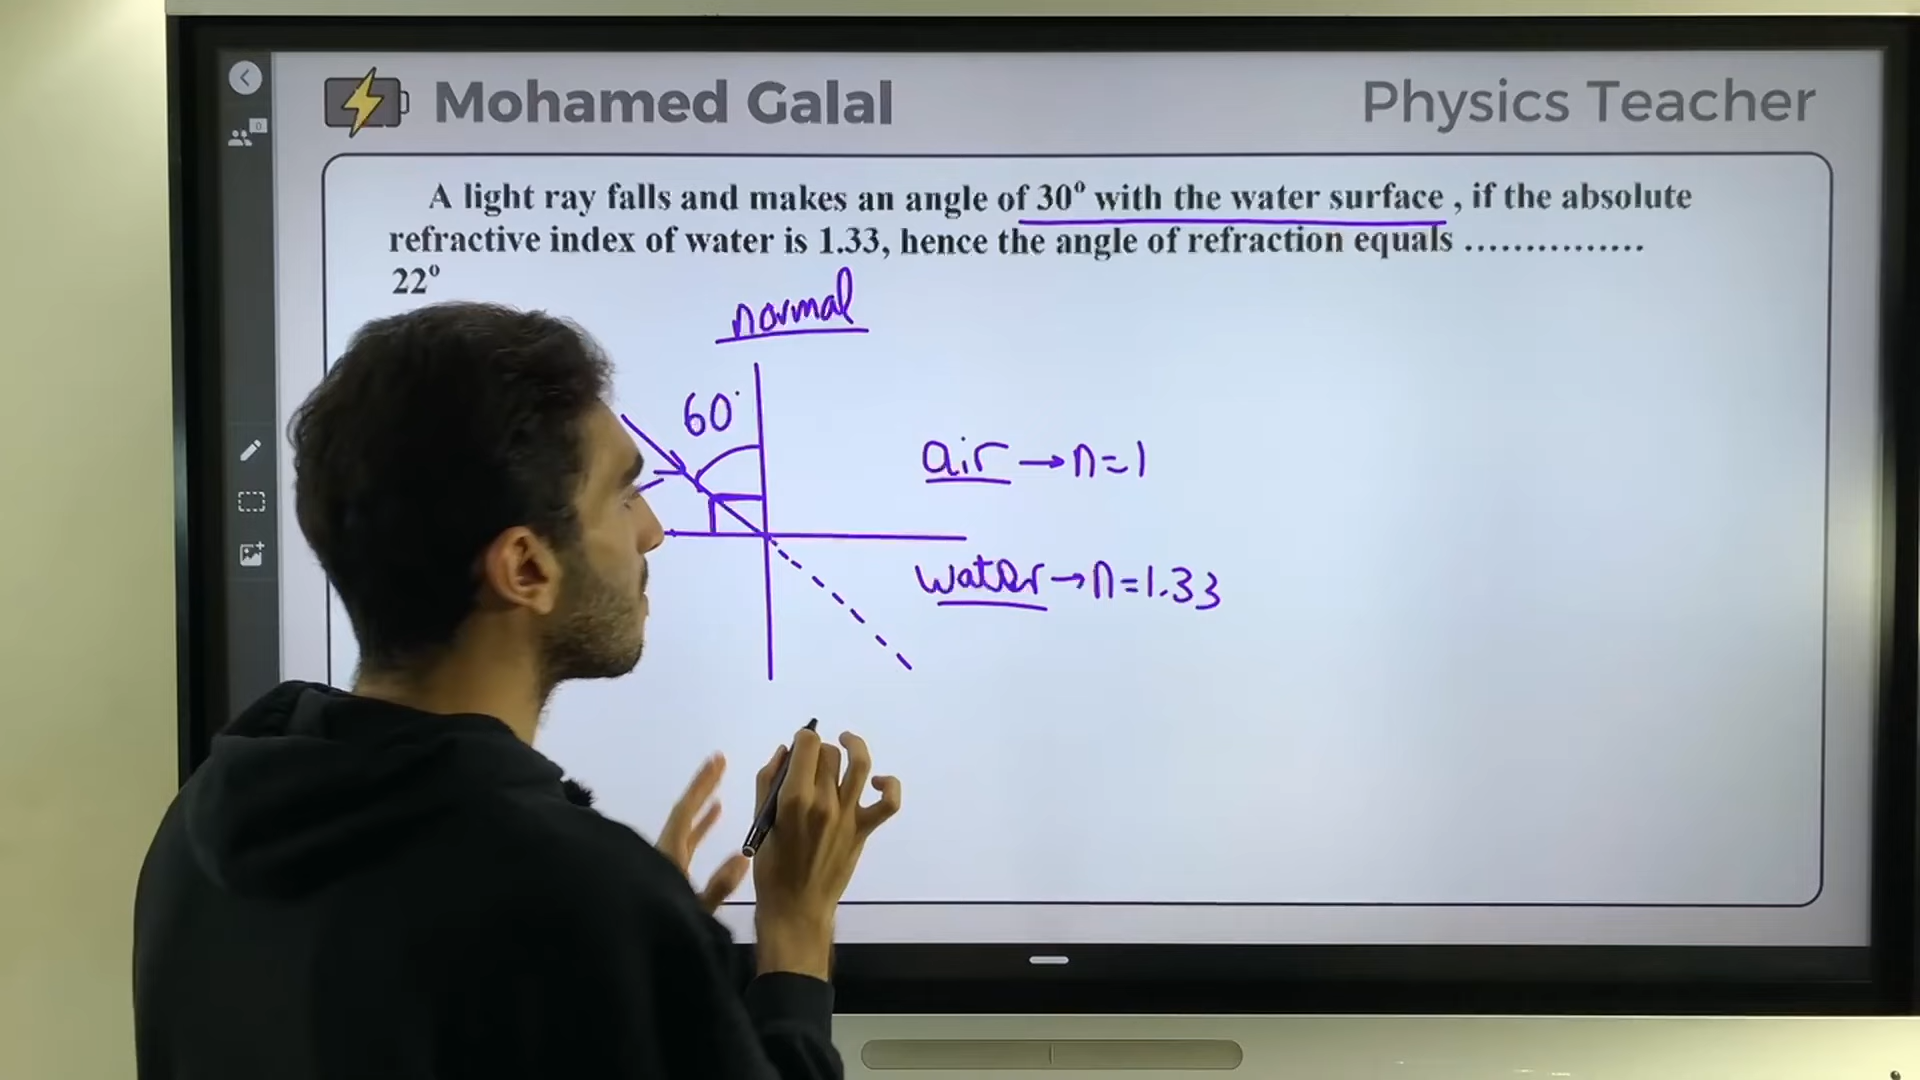 Mohamed Galal
Physics Teacher
0
A light ray falls and makes an angle of 30° with the water surface , if the absolute
refractive index of water is 1.33, hence the angle of refraction equals ……………
22°
normal
60°
air → n=1
water → n=1.33